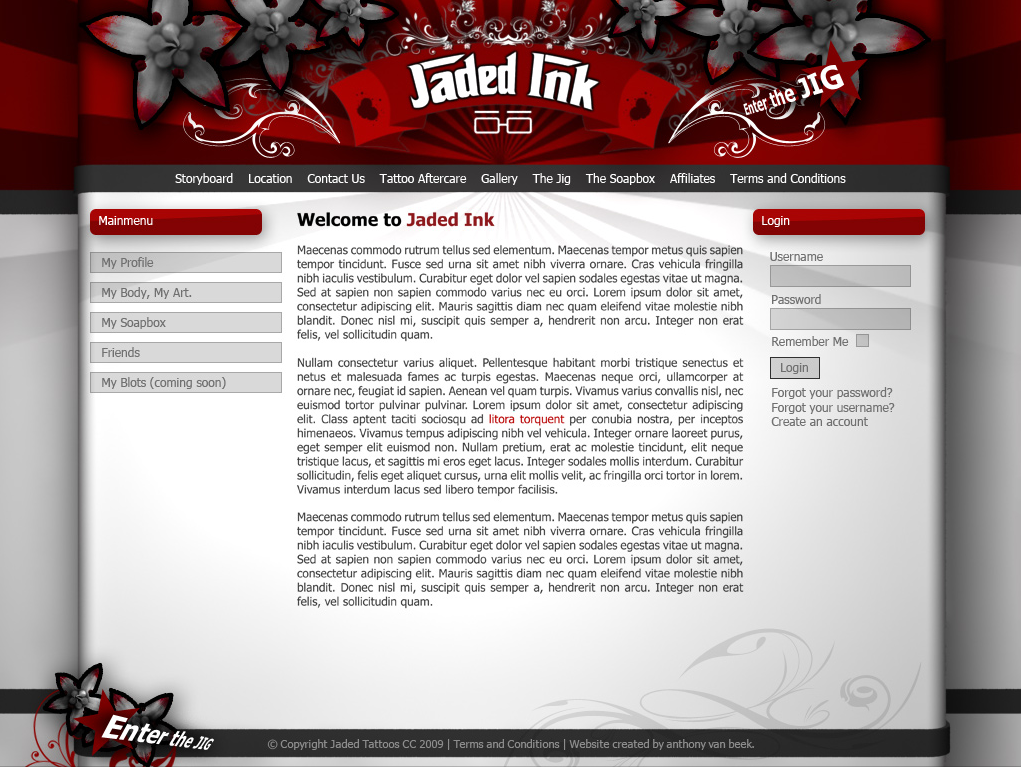 Jaded Ink
Enter the JIG
Storyboard Location Contact Us Tattoo Aftercare Gallery The Jig The Soapbox Affiliates Terms and Conditions
Mainmenu
My Profile
My Body, My Art.
My Soapbox
Friends
My Blots (coming soon)
Welcome to Jaded Ink
Maecenas commodo rutrum tellus sed elementum. Maecenas tempor metus quis sapien
tempor tincidunt. Fusce sed urna sit amet nibh viverra ornare. Cras vehicula fringilla
nibh iaculis vestibulum. Curabitur eget dolor vel sapien sodales egestas vitae ut magna.
Sed at sapien non sapien commodo varius nec eu orci. Lorem ipsum dolor sit amet,
consectetur adipiscing elit. Mauris sagittis diam nec quam eleifend vitae molestie nibh
blandit. Donec nisl mi, suscipit quis semper a, hendrerit non arcu. Integer non erat
felis, vel sollicitudin quam.
Nullam consectetur varius aliquet. Pellentesque habitant morbi tristique senectus et
netus et malesuada fames ac turpis egestas. Maecenas neque orci, ullamcorper at
ornare nec, feugiat id sapien. Aenean vel quam turpis. Vivamus varius convallis nisl, nec
euismod tortor pulvinar pulvinar. Lorem ipsum dolor sit amet, consectetur adipiscing
elit. Class aptent taciti sociosqu ad litora torquent per conubia nostra, per inceptos
himenaeos. Vivamus tempus adipiscing nibh vel vehicula. Integer ornare laoreet purus,
eget semper elit euismod non. Nullam pretium, erat ac molestie tincidunt, elit neque
tristique lacus, et sagittis mi eros eget lacus. Integer sodales mollis interdum. Curabitur
sollicitudin, felis eget aliquet cursus, urna elit mollis velit, ac fringilla orci tortor in lorem.
Vivamus interdum lacus sed libero tempor facilisis.
Maecenas commodo rutrum tellus sed elementum. Maecenas tempor metus quis sapien
tempor tincidunt. Fusce sed urna sit amet nibh viverra ornare. Cras vehicula fringilla
nibh iaculis vestibulum. Curabitur eget dolor vel sapien sodales egestas vitae ut magna.
Sed at sapien non sapien commodo varius nec eu orci. Lorem ipsum dolor sit amet,
consectetur adipiscing elit. Mauris sagittis diam nec quam eleifend vitae molestie nibh
blandit. Donec nisl mi, suscipit quis semper a, hendrerit non arcu. Integer non erat
felis, vel sollicitudin quam.
Login
Username
Password
Remember Me
Login
Forgot your password?
Forgot your username?
Create an account
Enter the JIG
© Copyright Jaded Tattoos CC 2009 | Terms and Conditions | Website created by anthony van beek.